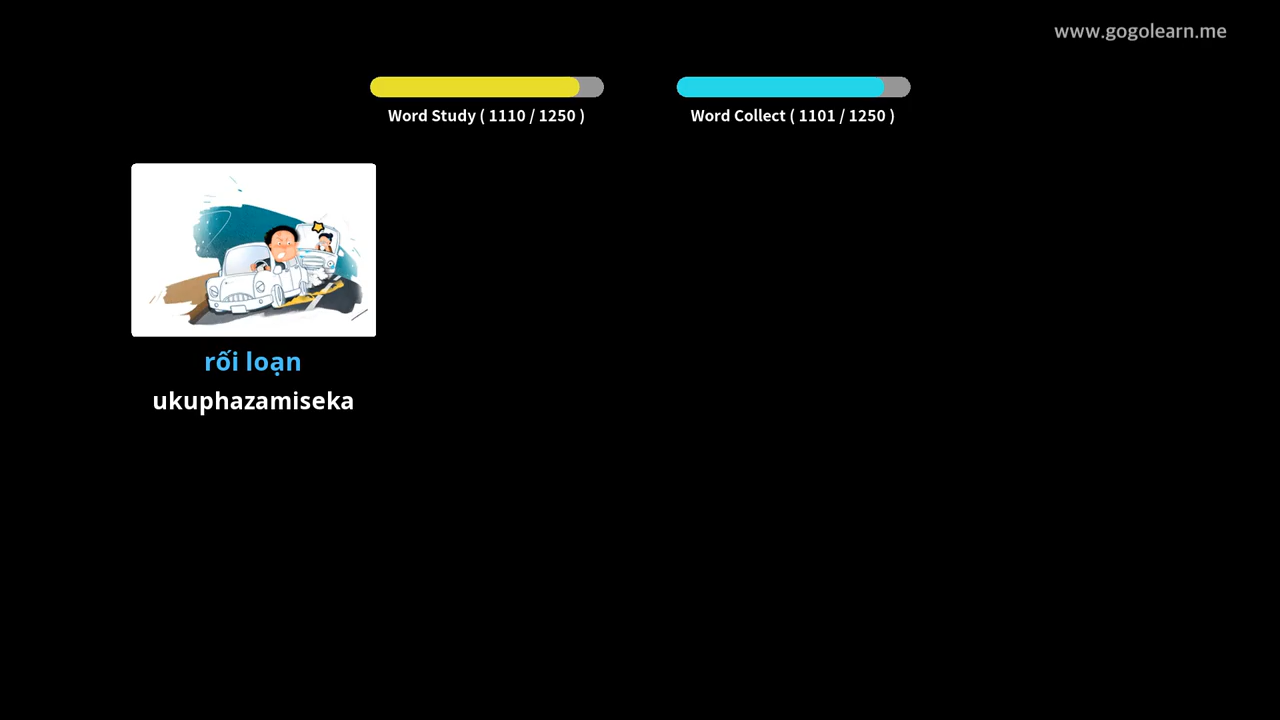 www.gogolearn.me
Word Study ( 1110 / 1250 )
Word Collect ( 1101 / 1250 )
rối loạn
ukuphazamiseka